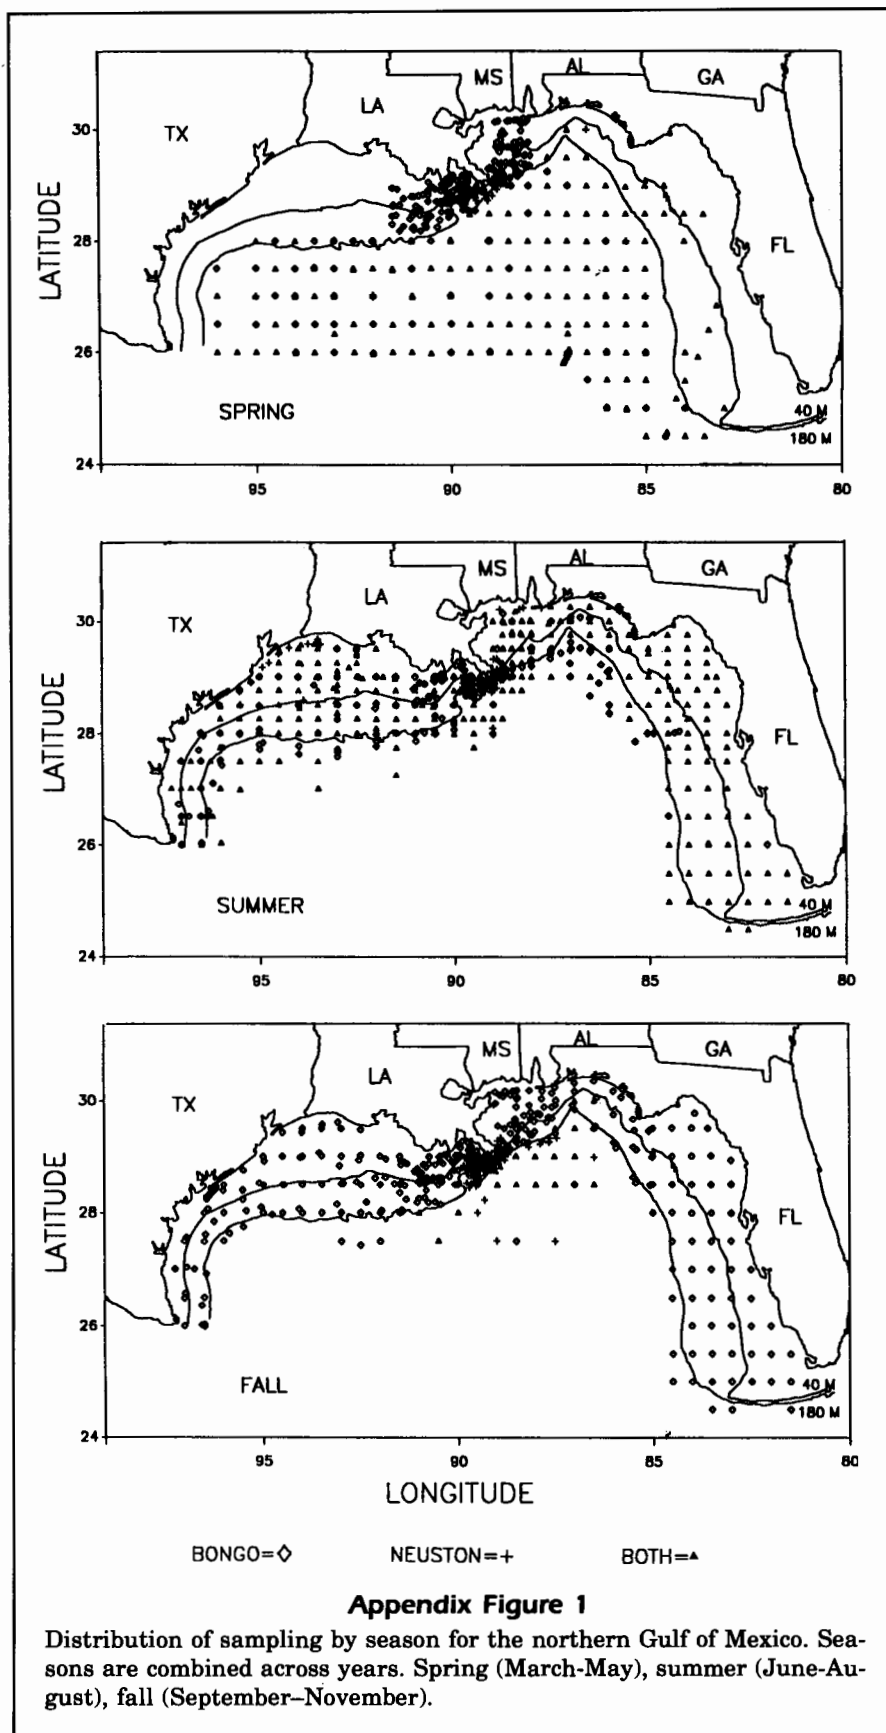 MS
AL
GA
LA
TX
30
28
26
24
LATITUDE
FL
SPRING
40 M
180 M
95
90
85
80
MS
AL
GA
LA
TX
30
28
26
24
LATITUDE
FL
SUMMER
40 M
180 M
95
90
85
80
MS
AL
GA
LA
TX
30
28
26
24
LATITUDE
FL
FALL
40 M
180 M
95
90
85
80
LONGITUDE
BONGO=◇ NEUSTON=+ BOTH=▲
Appendix Figure 1
Distribution of sampling by season for the northern Gulf of Mexico. Sea-
sons are combined across years. Spring (March-May), summer (June-Au-
gust), fall (September–November).